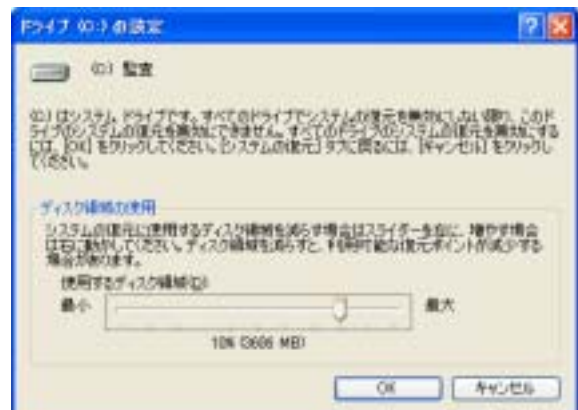 ドライブ (C:) の設定
(C:) 監査
(C:) はシステム ドライブです。すべてのドライブでシステムの復元を無効にしない限り、このド
ライブのシステムの復元を無効にできません。すべてのドライブのシステムの復元を無効にする
には、[OK] をクリックしてください。[システムの復元] タブに戻るには、[キャンセル] をクリックし
てください。
ディスク領域の使用
システムの復元に使用するディスク領域を減らす場合はスライダーを左に、増やす場合
は右に動かしてください。ディスク領域を減らすと、利用可能な復元ポイントが減少する
場合があります。
使用するディスク領域(D):
最小
最大
10% (3686 MB)
OK
キャンセル